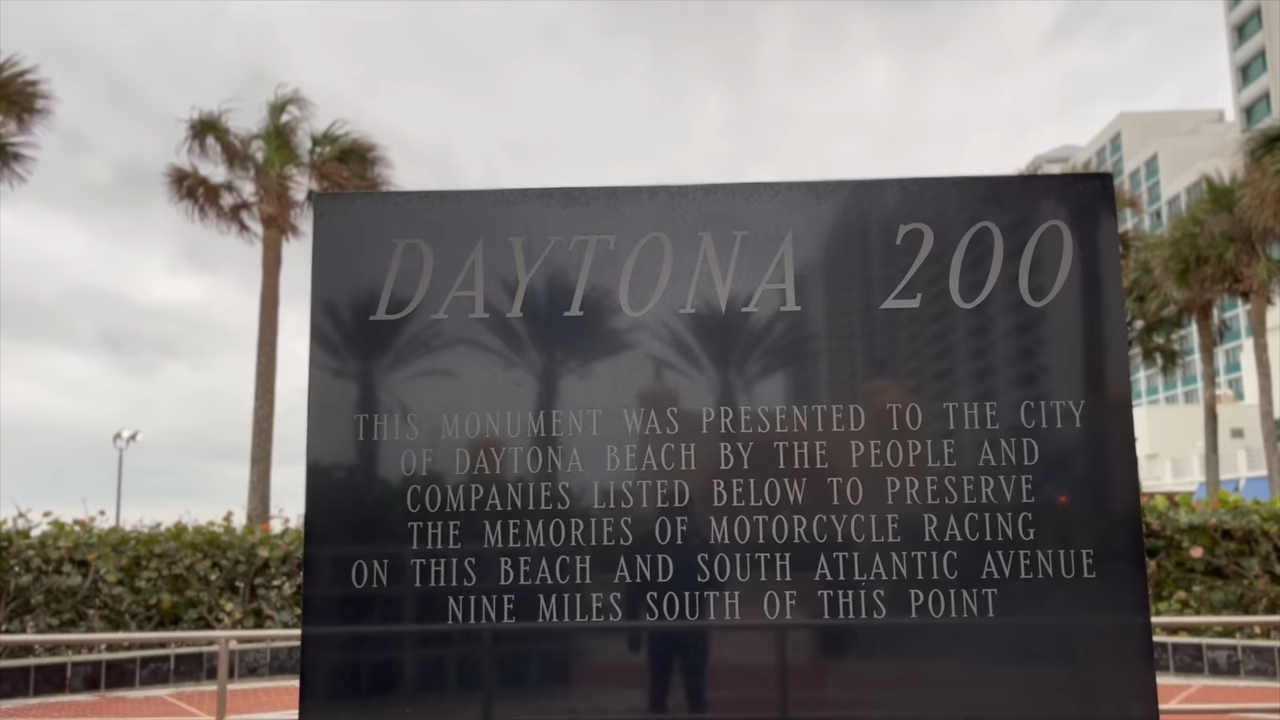 DAYTONA 200
THIS MONUMENT WAS PRESENTED TO THE CITY
OF DAYTONA BEACH BY THE PEOPLE AND
COMPANIES LISTED BELOW TO PRESERVE
THE MEMORIES OF MOTORCYCLE RACING
ON THIS BEACH AND SOUTH ATLANTIC AVENUE
NINE MILES SOUTH OF THIS POINT